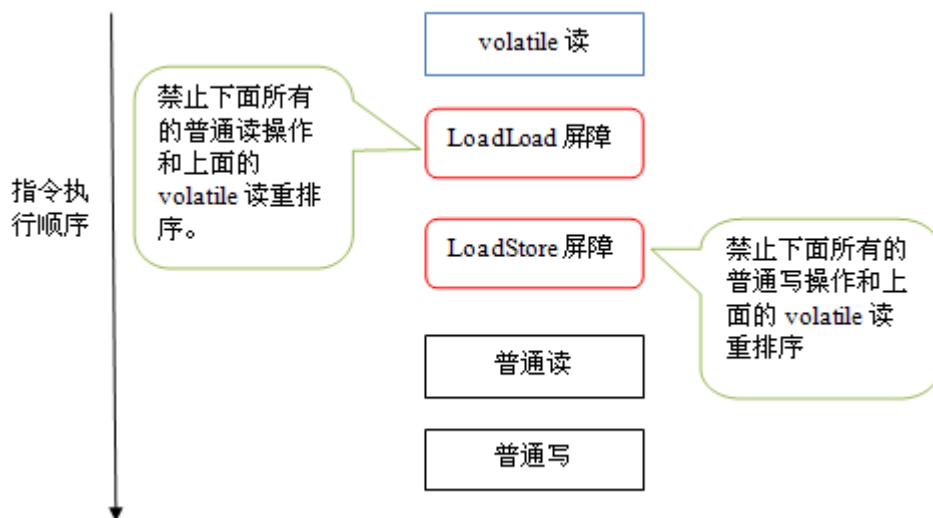 volatile 读
禁止下面所有
的普通读操作
和上面的
volatile 读重排
序。
LoadLoad 屏障
指令执
行顺序
LoadStore 屏障
禁止下面所有的
普通写操作和上
面的 volatile 读
重排序
普通读
普通写